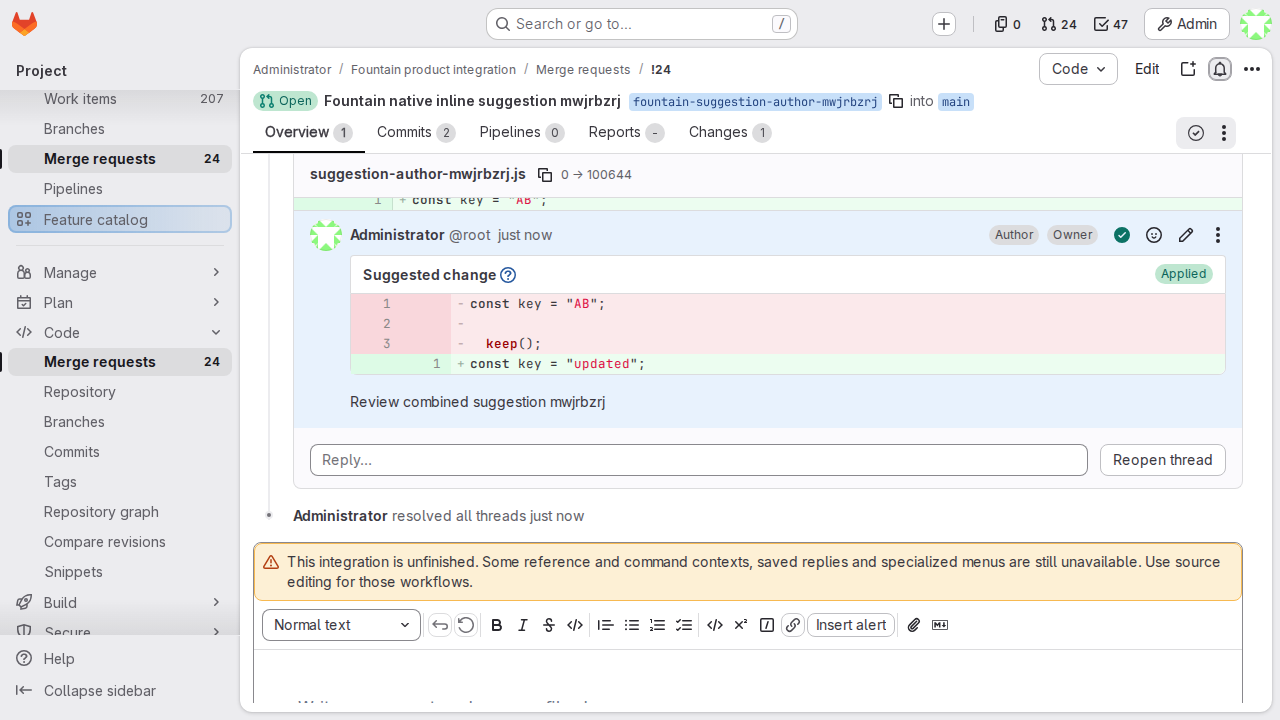 Search or go to...
/
0
24
47
Admin
Project
Work items 207
Branches
Merge requests 24
Pipelines
Feature catalog
Manage
Plan
Code
Merge requests 24
Repository
Branches
Commits
Tags
Repository graph
Compare revisions
Snippets
Build
Secure
Help
Collapse sidebar
Administrator / Fountain product integration / Merge requests / !24
Code
Edit
Open
Fountain native inline suggestion mwjrbzrj
fountain-suggestion-author-mwjrbzrj
into
main
Overview 1
Commits 2
Pipelines 0
Reports -
Changes 1
suggestion-author-mwjrbzrj.js
0 → 100644
1 + const key = "AB";
Administrator @root just now
Author
Owner
Suggested change
Applied
1 - const key = "AB";
2 -
3 - keep();
1 + const key = "updated";
Review combined suggestion mwjrbzrj
Reply...
Reopen thread
Administrator resolved all threads just now
This integration is unfinished. Some reference and command contexts, saved replies and specialized menus are still unavailable. Use source
editing for those workflows.
Normal text
Insert alert